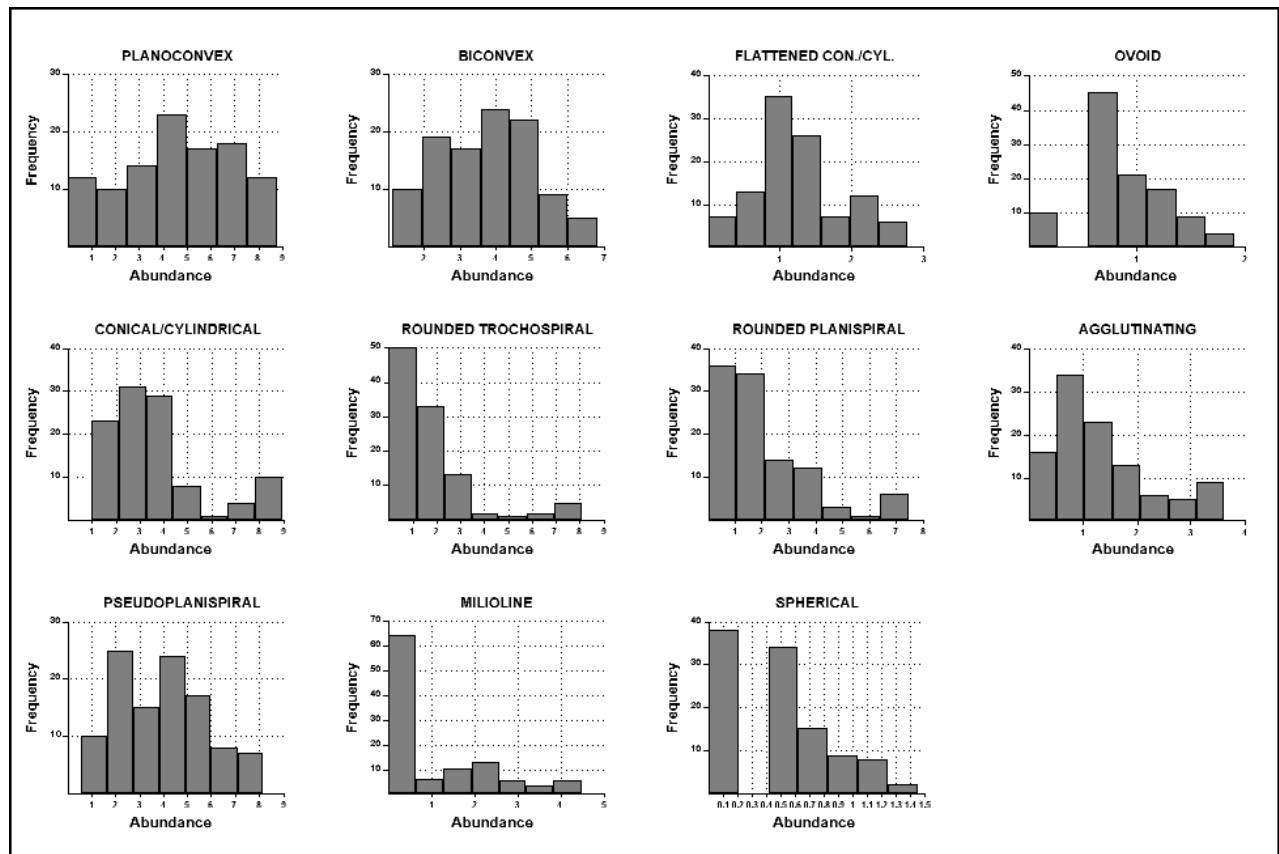 PLANOCONVEX
30
20
10
Frequency
1 2 3 4 5 6 7 8 9
Abundance
BICONVEX
30
20
10
Frequency
2 3 4 5 6 7
Abundance
FLATTENED CON./CYL.
40
30
20
10
Frequency
1 2 3
Abundance
OVOID
50
40
30
20
10
Frequency
1 2
Abundance
CONICAL/CYLINDRICAL
40
30
20
10
Frequency
1 2 3 4 5 6 7 8 9
Abundance
ROUNDED TROCHOSPIRAL
50
40
30
20
10
Frequency
1 2 3 4 5 6 7 8 9
Abundance
ROUNDED PLANISPIRAL
40
30
20
10
Frequency
1 2 3 4 5 6 7 8
Abundance
AGGLUTINATING
40
30
20
10
Frequency
1 2 3 4
Abundance
PSEUDOPLANISPIRAL
30
20
10
Frequency
1 2 3 4 5 6 7 8 9
Abundance
MILIOLINE
70
60
50
40
30
20
10
Frequency
1 2 3 4 5
Abundance
SPHERICAL
40
30
20
10
Frequency
0.1 0.2 0.3 0.4 0.5 0.6 0.7 0.8 0.9 1 1.1 1.2 1.3 1.4 1.5
Abundance